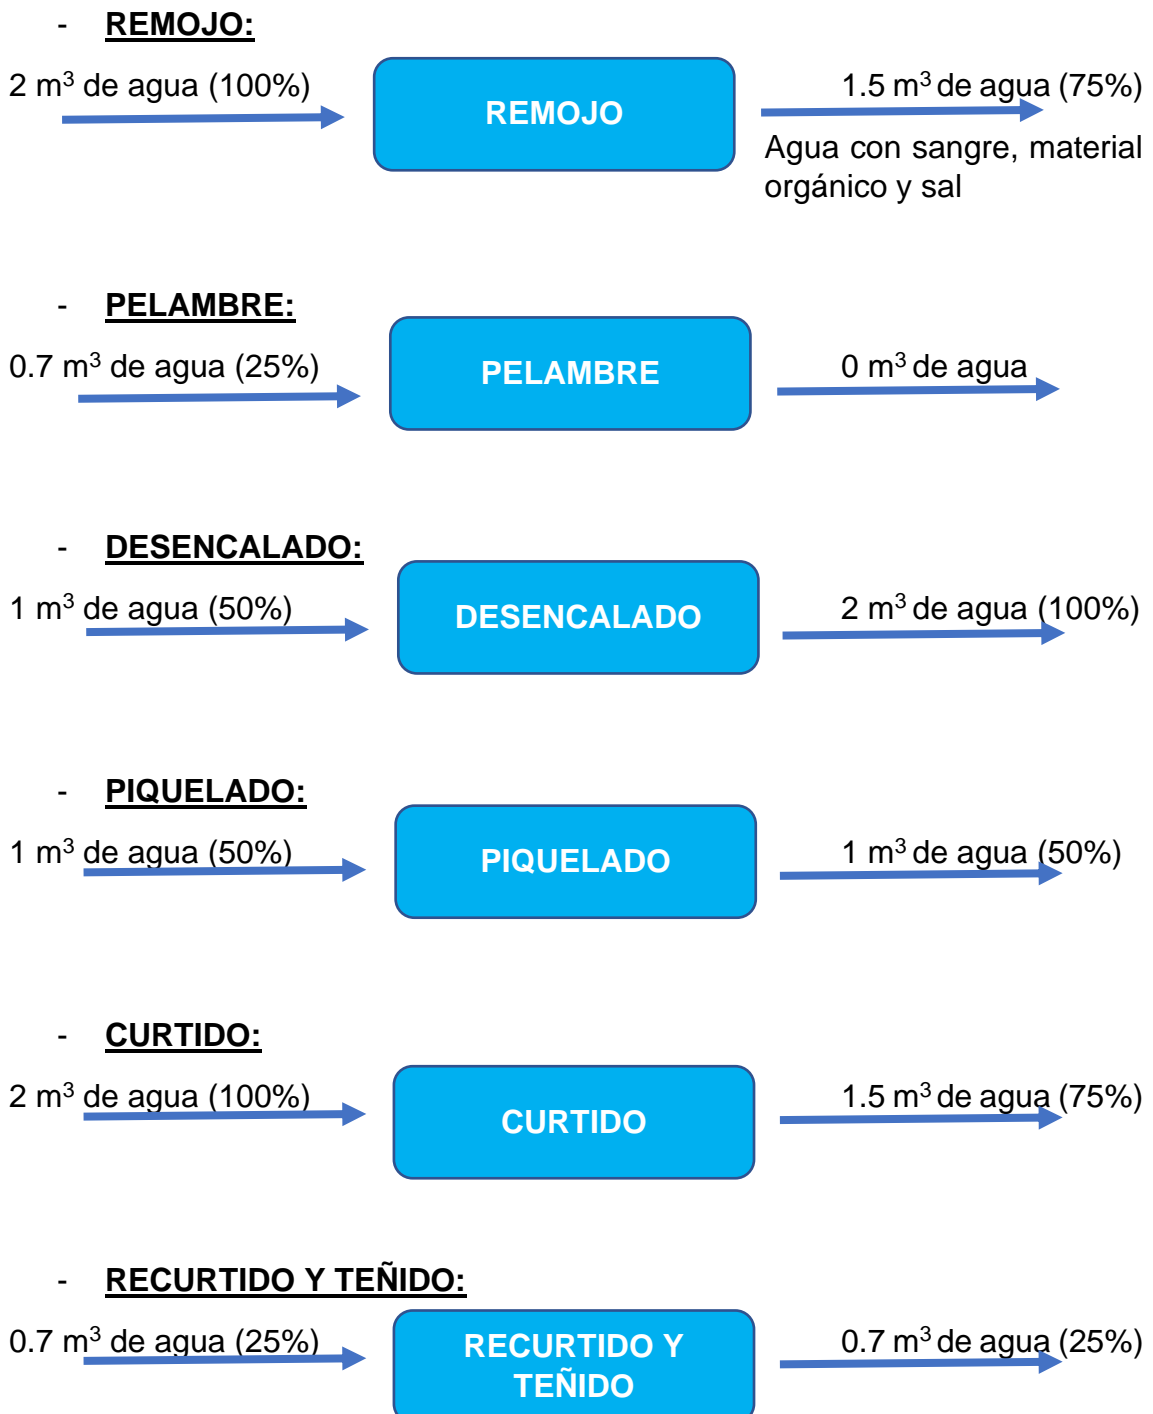 - REMOJO:
2 m³ de agua (100%)
REMOJO
1.5 m³ de agua (75%)
Agua con sangre, material
orgánico y sal
- PELAMBRE:
0.7 m³ de agua (25%)
PELAMBRE
0 m³ de agua
- DESENCALADO:
1 m³ de agua (50%)
DESENCALADO
2 m³ de agua (100%)
- PIQUELADO:
1 m³ de agua (50%)
PIQUELADO
1 m³ de agua (50%)
- CURTIDO:
2 m³ de agua (100%)
CURTIDO
1.5 m³ de agua (75%)
- RECURTIDO Y TEÑIDO:
0.7 m³ de agua (25%)
RECURTIDO Y
TEÑIDO
0.7 m³ de agua (25%)